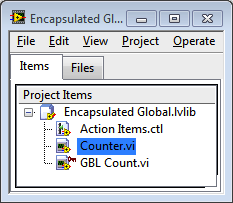 Encapsulated Gl...
File Edit View Project Operate
Items Files
Project Items
Encapsulated Global.lvlib
Action Items.ctl
Counter.vi
GBL Count.vi